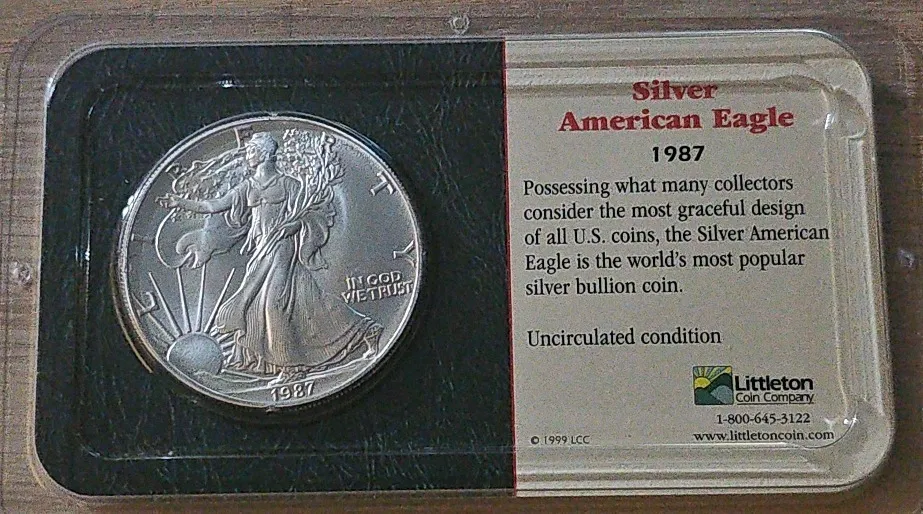 LIBERTY
IN GOD
WE TRUST
1987
Silver
American Eagle
1987
Possessing what many collectors
consider the most graceful design
of all U.S. coins, the Silver American
Eagle is the world's most popular
silver bullion coin.
Uncirculated condition
Littleton
Coin Company
1-800-645-3122
© 1999 LCC
www.littletoncoin.com